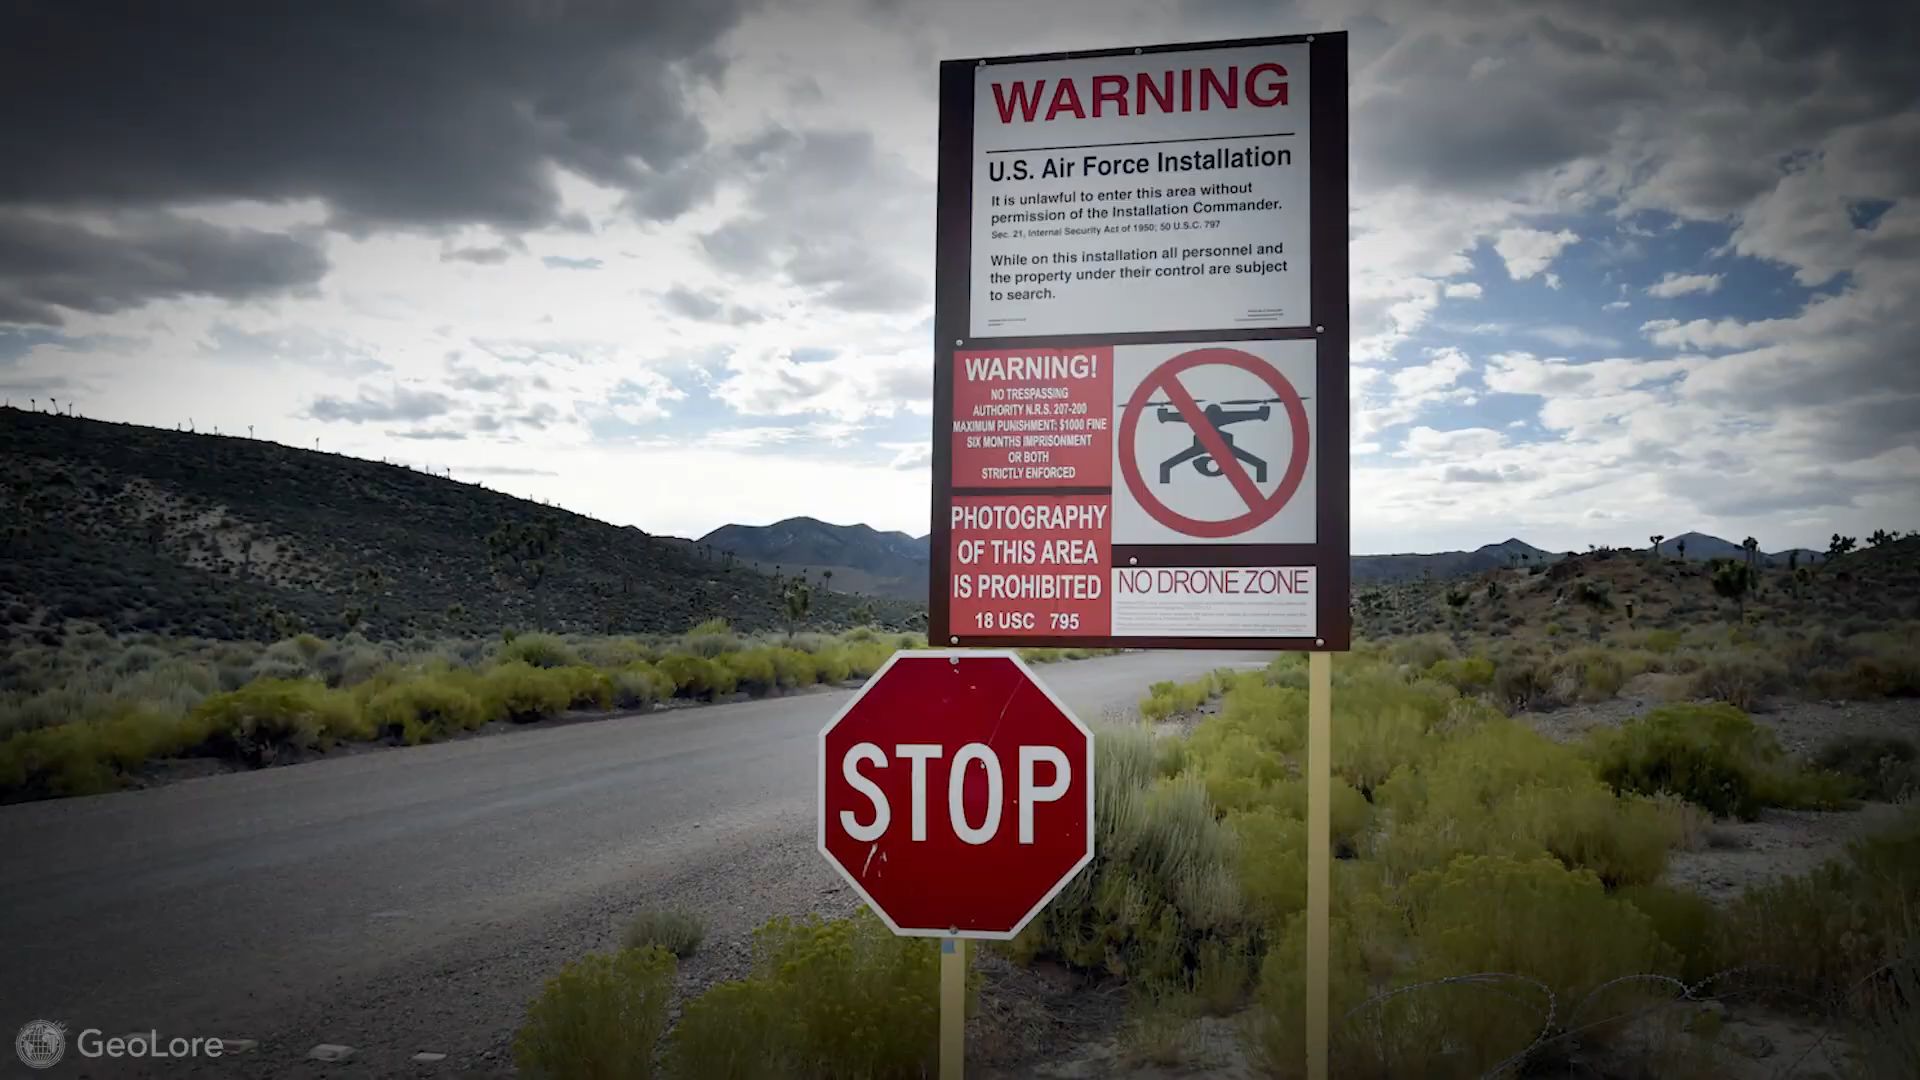 WARNING
U.S. Air Force Installation
It is unlawful to enter this area without
permission of the Installation Commander.
Sec. 21, Internal Security Act of 1950; 50 U.S.C. 797
While on this installation all personnel and
the property under their control are subject
to search.
WARNING!
NO TRESPASSING
AUTHORITY N.R.S. 207-200
MAXIMUM PUNISHMENT: $1000 FINE
SIX MONTHS IMPRISONMENT
OR BOTH
STRICTLY ENFORCED
PHOTOGRAPHY
OF THIS AREA
IS PROHIBITED
18 USC 795
NO DRONE ZONE
STOP
GeoLore